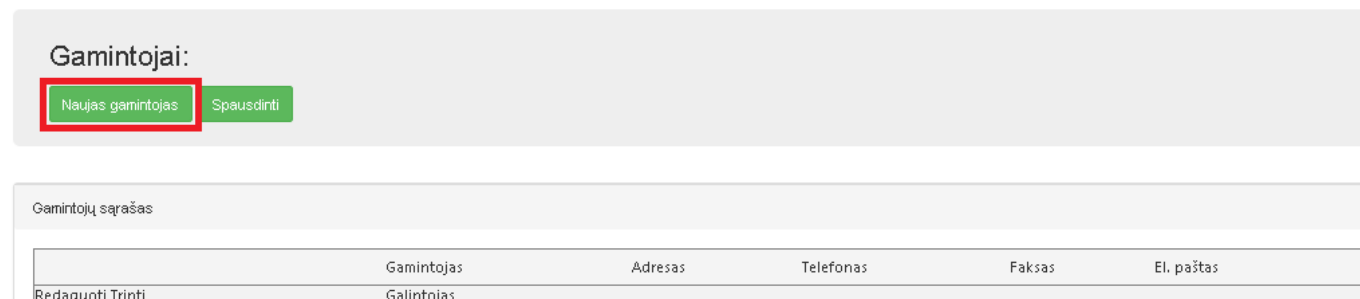 Gamintojai:
Naujas gamintojas Spausdinti
Gamintojų sąrašas
Gamintojas Adresas Telefonas Faksas El. paštas
Redaguoti Trinti Galintojas